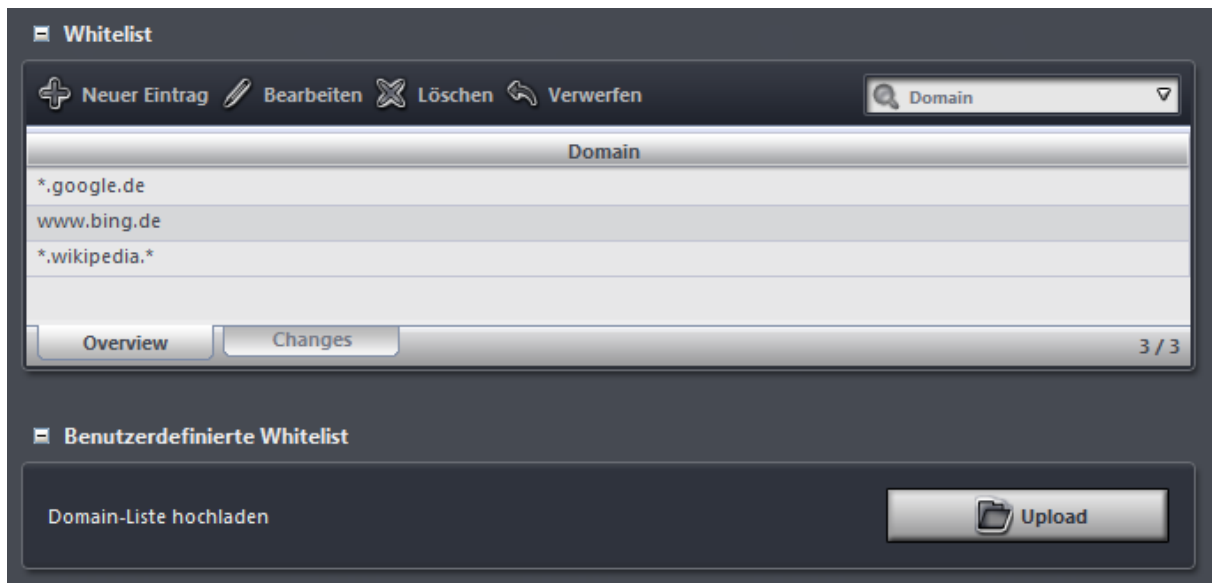 Whitelist
Neuer Eintrag Bearbeiten Löschen Verwerfen Domain
Domain
*.google.de
www.bing.de
*.wikipedia.*
Overview Changes 3 / 3
Benutzerdefinierte Whitelist
Domain-Liste hochladen Upload